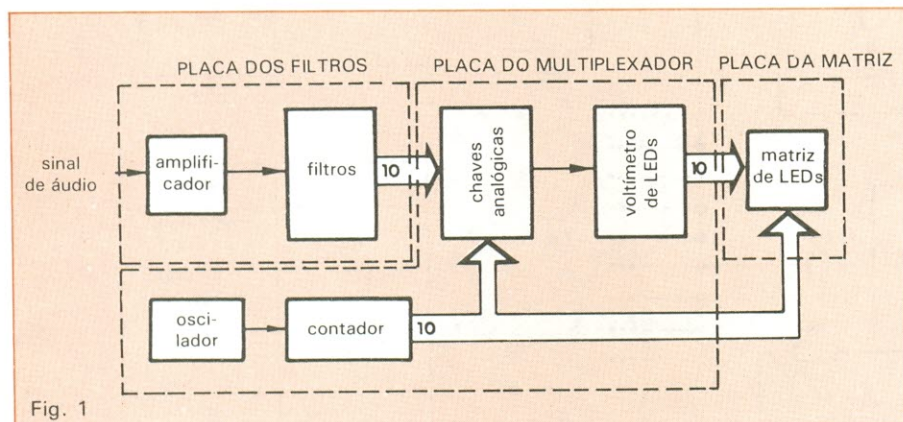 PLACA DOS FILTROS
PLACA DO MULTIPLEXADOR
PLACA DA MATRIZ
sinal
de áudio
amplifi-
cador
filtros
10
chaves
analógicas
voltímetro
de LEDs
10
matriz
de LEDs
osci-
lador
contador
10
Fig. 1